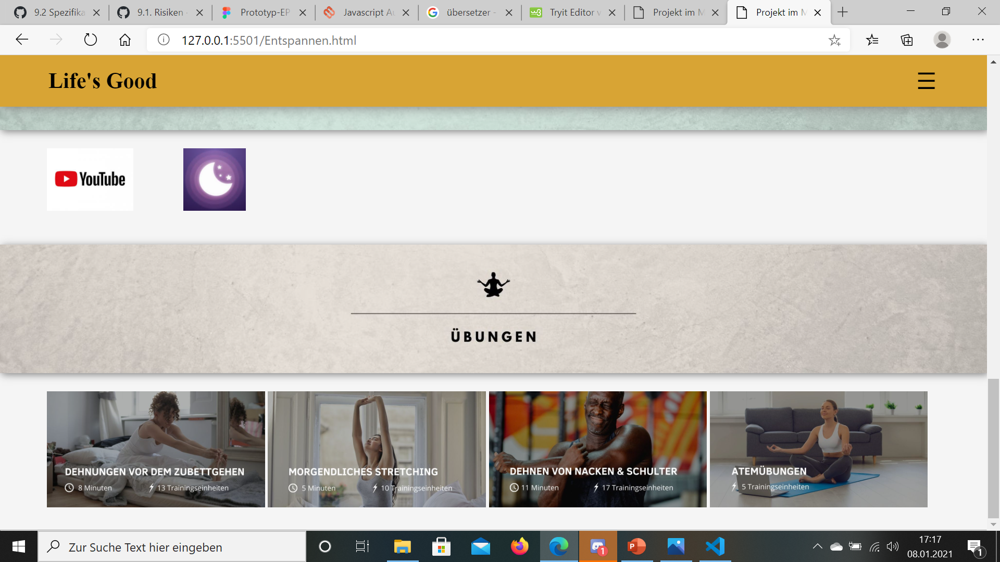 9.2 Spezifika
9.1. Risiken -
Prototyp-EP
Javascript Au
übersetzer -
Tryit Editor v
Projekt im M
Projekt im M
127.0.0.1:5501/Entspannen.html
Life's Good
YouTube
ÜBUNGEN
DEHNUNGEN VOR DEM ZUBETTGEHEN
8 Minuten
13 Trainingseinheiten
MORGENDLICHES STRETCHING
5 Minuten
10 Trainingseinheiten
DEHNEN VON NACKEN & SCHULTER
11 Minuten
17 Trainingseinheiten
ATEMÜBUNGEN
5 Trainingseinheiten
Zur Suche Text hier eingeben
1
17:17
08.01.2021
1